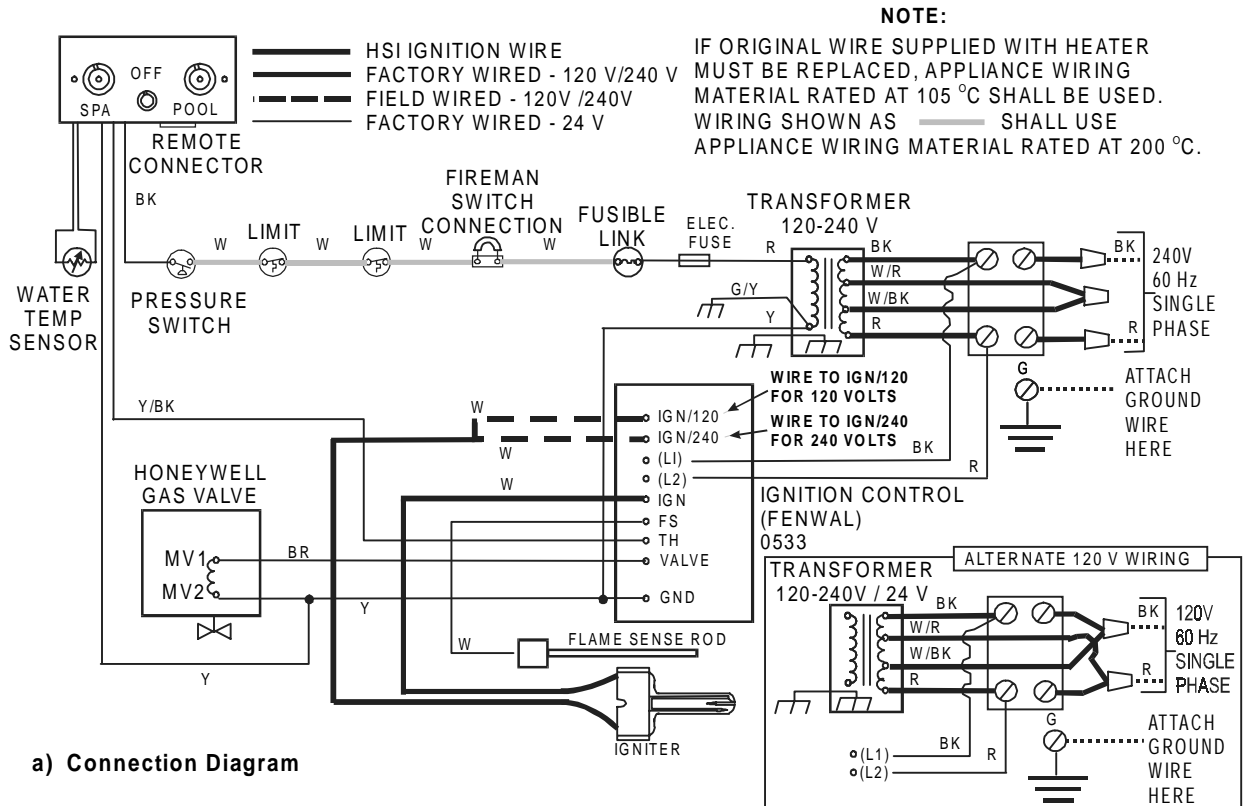 NOTE:
IF ORIGINAL WIRE SUPPLIED WITH HEATER
MUST BE REPLACED, APPLIANCE WIRING
MATERIAL RATED AT 105 °C SHALL BE USED.
WIRING SHOWN AS SHALL USE
APPLIANCE WIRING MATERIAL RATED AT 200 °C.
HSI IGNITION WIRE
FACTORY WIRED - 120 V/240 V
FIELD WIRED - 120V /240V
FACTORY WIRED - 24 V
OFF
SPA
POOL
REMOTE
CONNECTOR
BK
WATER
TEMP
SENSOR
PRESSURE
SWITCH
W
LIMIT
W
LIMIT
W
FIREMAN
SWITCH
CONNECTION
W
FUSIBLE
LINK
ELEC.
FUSE
R
G/Y
Y
TRANSFORMER
120-240 V
BK
W/R
W/BK
R
BK
R
240V
60 Hz
SINGLE
PHASE
G
ATTACH
GROUND
WIRE
HERE
WIRE TO IGN/120
FOR 120 VOLTS
WIRE TO IGN/240
FOR 240 VOLTS
BK
R
Y/BK
W
W
W
IGN/120
IGN/240
(LI)
(L2)
IGN
FS
TH
VALVE
GND
IGNITION CONTROL
(FENWAL)
0533
HONEYWELL
GAS VALVE
MV1
MV2
BR
Y
Y
W
FLAME SENSE ROD
IGNITER
ALTERNATE 120 V WIRING
TRANSFORMER
120-240V / 24 V
BK
W/R
W/BK
R
BK
R
120V
60 Hz
SINGLE
PHASE
G
ATTACH
GROUND
WIRE
HERE
(L1)
(L2)
BK
R
a) Connection Diagram